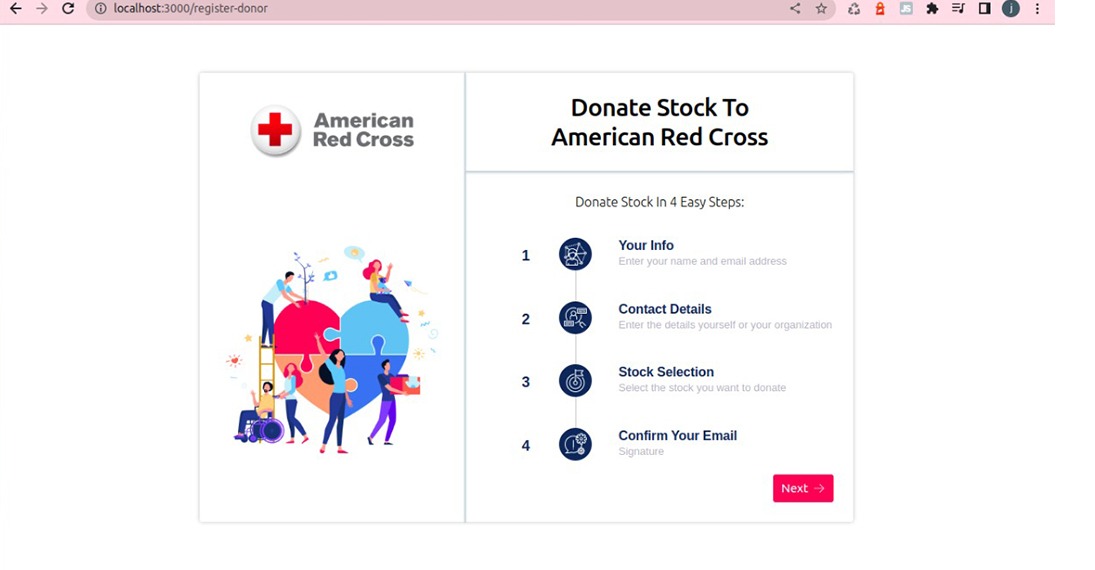 localhost:3000/register-donor
JS
j
American
Red Cross
Donate Stock To
American Red Cross
Donate Stock In 4 Easy Steps:
1
Your Info
Enter your name and email address
2
Contact Details
Enter the details yourself or your organization
3
Stock Selection
Select the stock you want to donate
4
Confirm Your Email
Signature
Next →